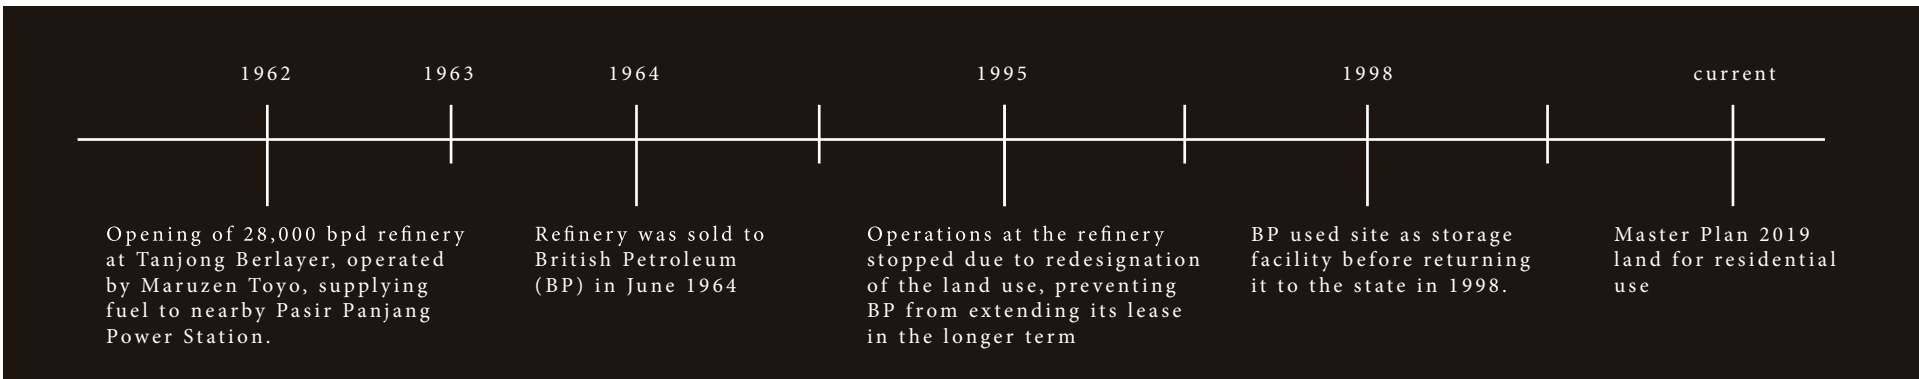 1962
1963
1964
1995
1998
current
Opening of 28,000 bpd refinery
at Tanjong Berlayer, operated
by Maruzen Toyo, supplying
fuel to nearby Pasir Panjang
Power Station.
Refinery was sold to
British Petroleum
(BP) in June 1964
Operations at the refinery
stopped due to redesignation
of the land use, preventing
BP from extending its lease
in the longer term
BP used site as storage
facility before returning
it to the state in 1998.
Master Plan 2019
land for residential
use